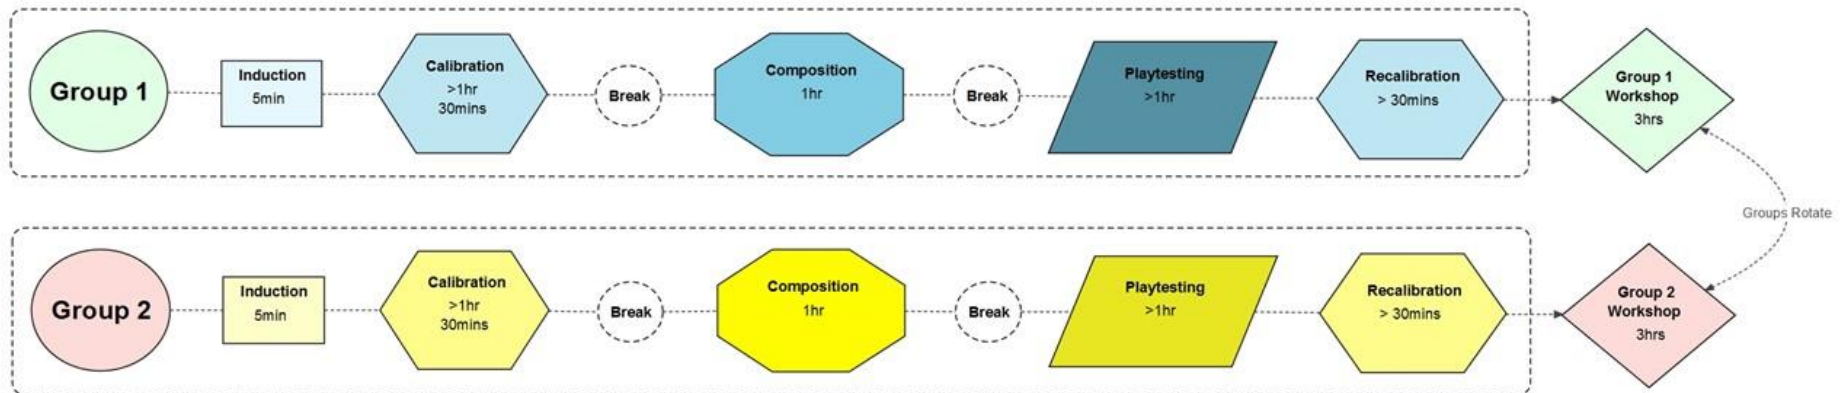 Group 1
Induction
5min
Calibration
>1hr
30mins
Break
Composition
1hr
Break
Playtesting
>1hr
Recalibration
> 30mins
Group 1
Workshop
3hrs
Groups Rotate
Group 2
Induction
5min
Calibration
>1hr
30mins
Break
Composition
1hr
Break
Playtesting
>1hr
Recalibration
> 30mins
Group 2
Workshop
3hrs